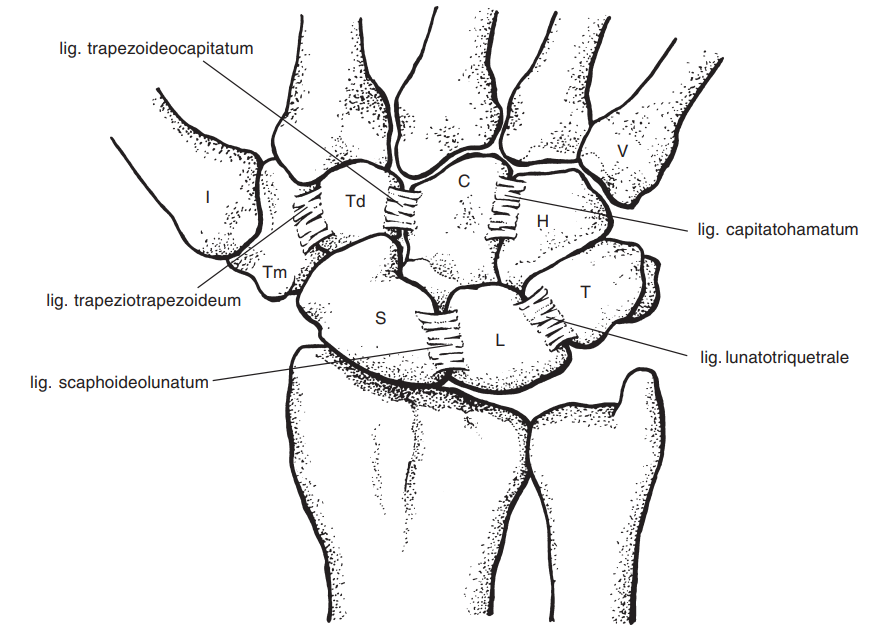 lig. trapezoideocapitatum
V
C
I
Td
H
lig. capitatohamatum
Tm
T
lig. trapeziotrapezoideum
S
L
lig. lunatotriquetrale
lig. scaphoideolunatum